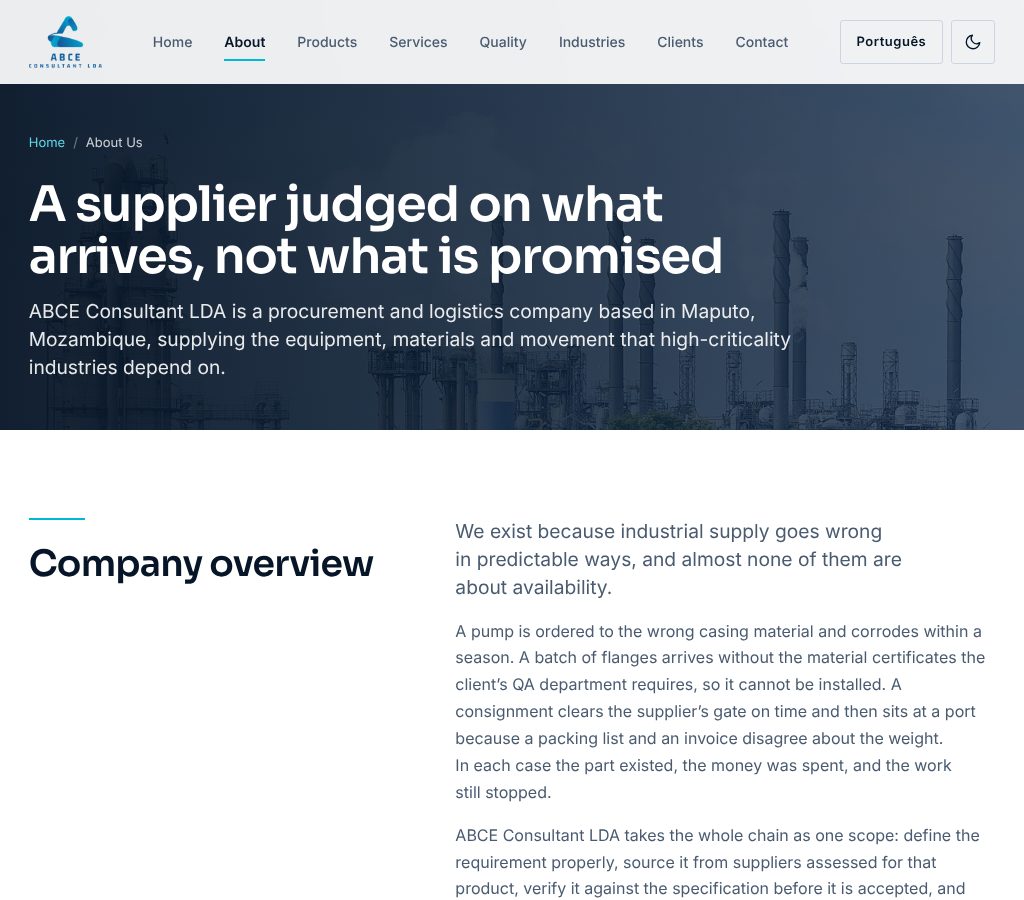 ABCE
CONSULTANT LDA
Home
About
Products
Services
Quality
Industries
Clients
Contact
Português
Home / About Us
A supplier judged on what
arrives, not what is promised
ABCE Consultant LDA is a procurement and logistics company based in Maputo,
Mozambique, supplying the equipment, materials and movement that high-criticality
industries depend on.
Company overview
We exist because industrial supply goes wrong
in predictable ways, and almost none of them are
about availability.
A pump is ordered to the wrong casing material and corrodes within a
season. A batch of flanges arrives without the material certificates the
client’s QA department requires, so it cannot be installed. A
consignment clears the supplier’s gate on time and then sits at a port
because a packing list and an invoice disagree about the weight.
In each case the part existed, the money was spent, and the work
still stopped.
ABCE Consultant LDA takes the whole chain as one scope: define the
requirement properly, source it from suppliers assessed for that
product, verify it against the specification before it is accepted, and